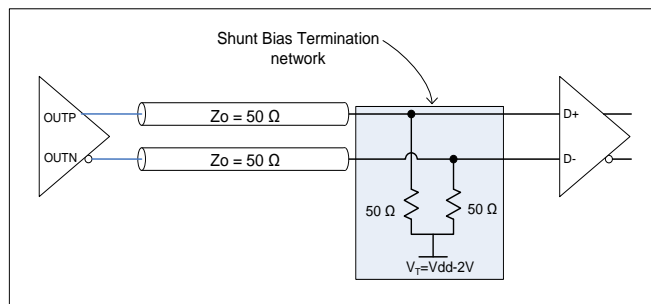 Shunt Bias Termination
network
OUTP
Zo = 50 Ω
D+
OUTN
Zo = 50 Ω
D-
50 Ω
50 Ω
VT=Vdd-2V